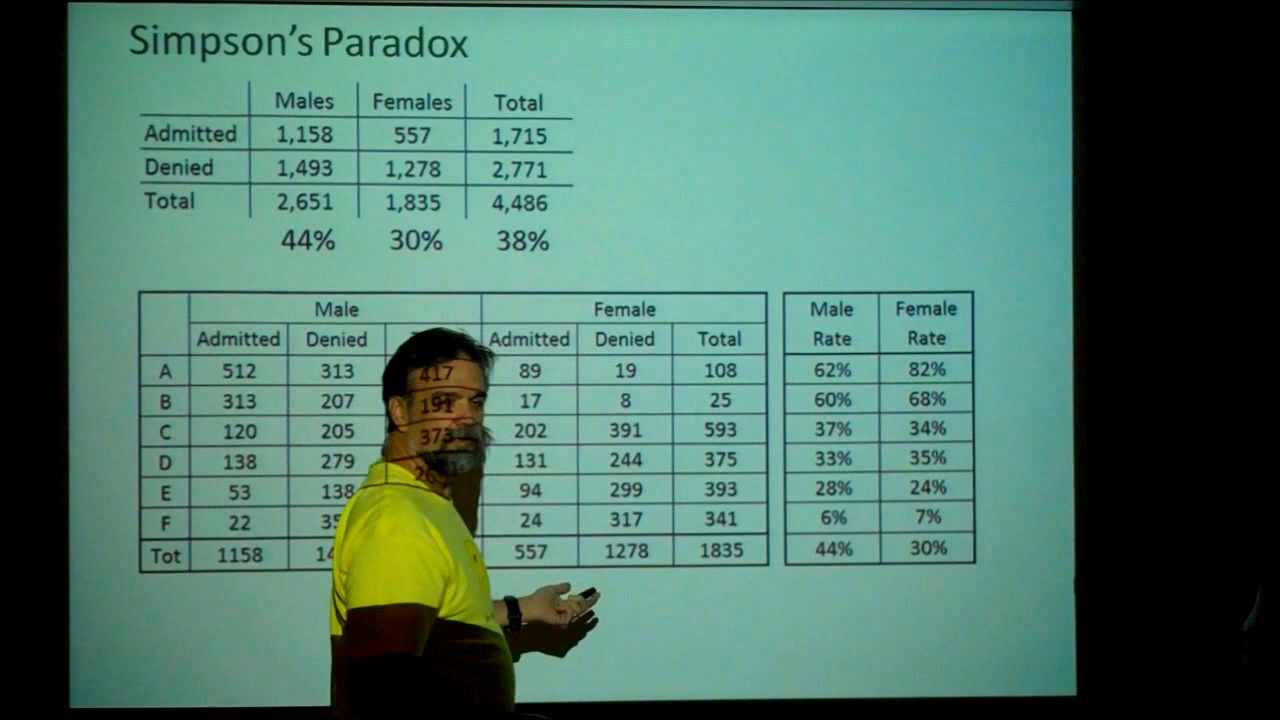 Simpson's Paradox
Males Females Total
Admitted 1,158 557 1,715
Denied 1,493 1,278 2,771
Total 2,651 1,835 4,486
44% 30% 38%
Male Female Male Female
Admitted Denied Admitted Denied Total Rate Rate
A 512 313 417 89 19 108 62% 82%
B 313 207 191 17 8 25 60% 68%
C 120 205 373 202 391 593 37% 34%
D 138 279 131 244 375 33% 35%
E 53 138 94 299 393 28% 24%
F 22 24 317 341 6% 7%
Tot 1158 557 1278 1835 44% 30%